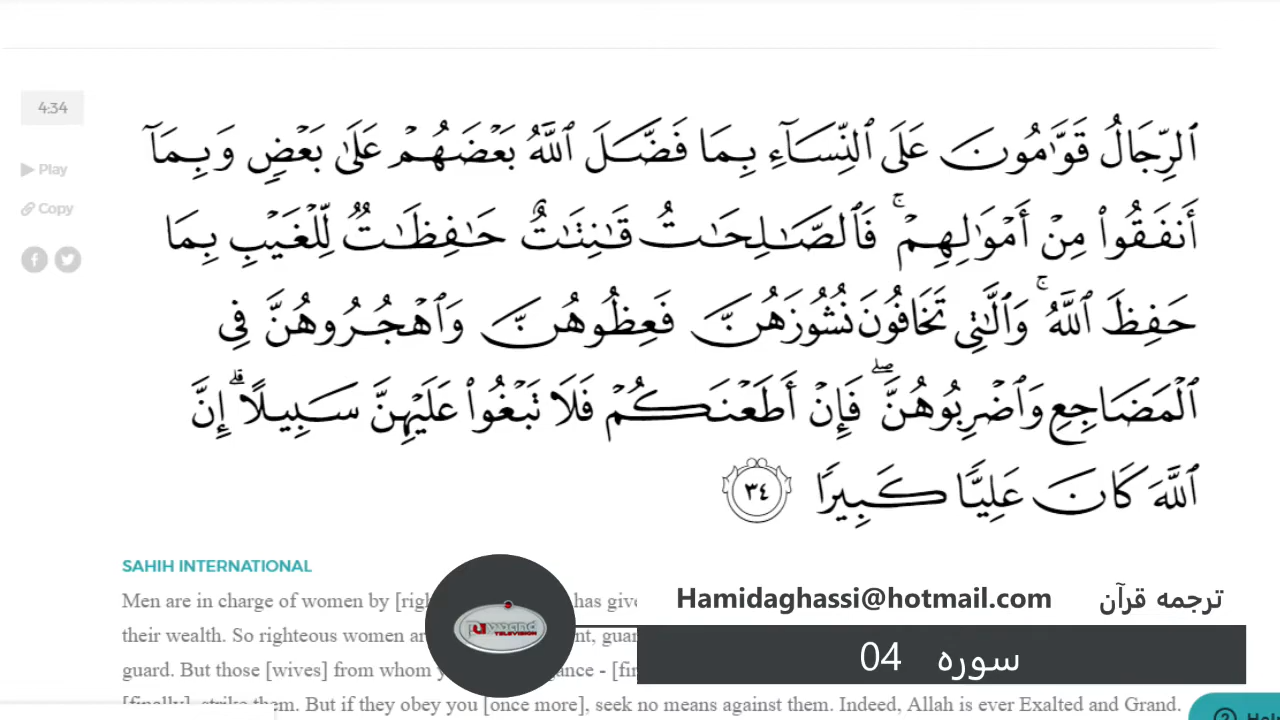 4:34
Play
Copy
ٱلرِّجَالُ قَوَّٰمُونَ عَلَى ٱلنِّسَآءِ بِمَا فَضَّلَ ٱللَّهُ بَعْضَهُمْ عَلَىٰ بَعْضٍ وَبِمَآ
أَنفَقُوا۟ مِنْ أَمْوَٰلِهِمْ ۚ فَٱلصَّـٰلِحَـٰتُ قَـٰنِتَـٰتٌ حَـٰفِظَـٰتٌ لِّلْغَيْبِ بِمَا
حَفِظَ ٱللَّهُ ۚ وَٱلَّـٰتِى تَخَافُونَ نُشُوزَهُنَّ فَعِظُوهُنَّ وَٱهْجُرُوهُنَّ فِى
ٱلْمَضَاجِعِ وَٱضْرِبُوهُنَّ ۖ فَإِنْ أَطَعْنَكُمْ فَلَا تَبْغُوا۟ عَلَيْهِنَّ سَبِيلًا ۗ إِنَّ
ٱللَّهَ كَانَ عَلِيًّا كَبِيرًا ٣٤
SAHIH INTERNATIONAL
Men are in charge of women by has
their wealth. So righteous women
guard. But those [wives] from whom
[finally], strike them. But if they obey you [once more], seek no means against them. Indeed, Allah is ever Exalted and Grand.
TELEVISION
Hamidaghassi@hotmail.com ترجمه قرآن
سوره 04